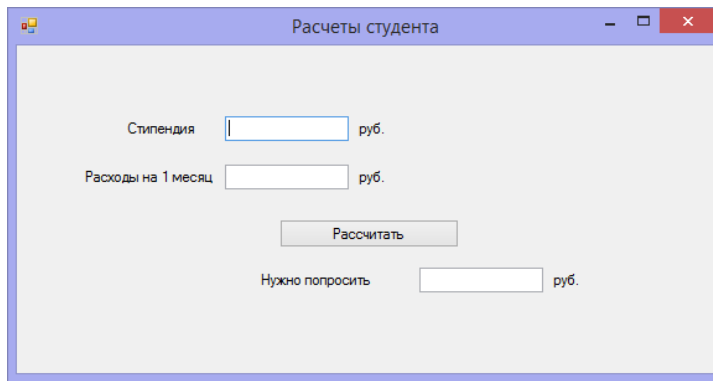 Расчеты студента
Стипендия руб.
Расходы на 1 месяц руб.
Рассчитать
Нужно попросить руб.